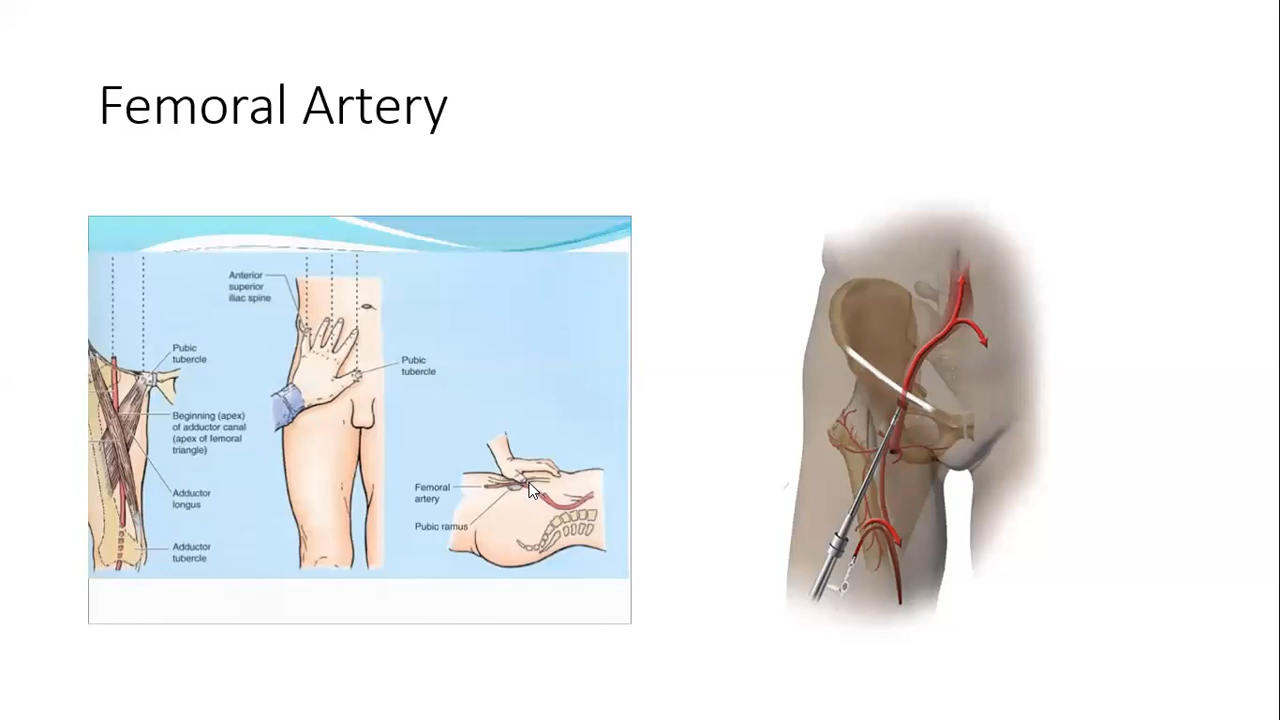 Femoral Artery
Anterior
superior
iliac spine
Pubic
tubercle
Pubic
tubercle
Beginning (apex)
of adductor canal
(apex of femoral
triangle)
Adductor
longus
Adductor
tubercle
Femoral
artery
Pubic ramus